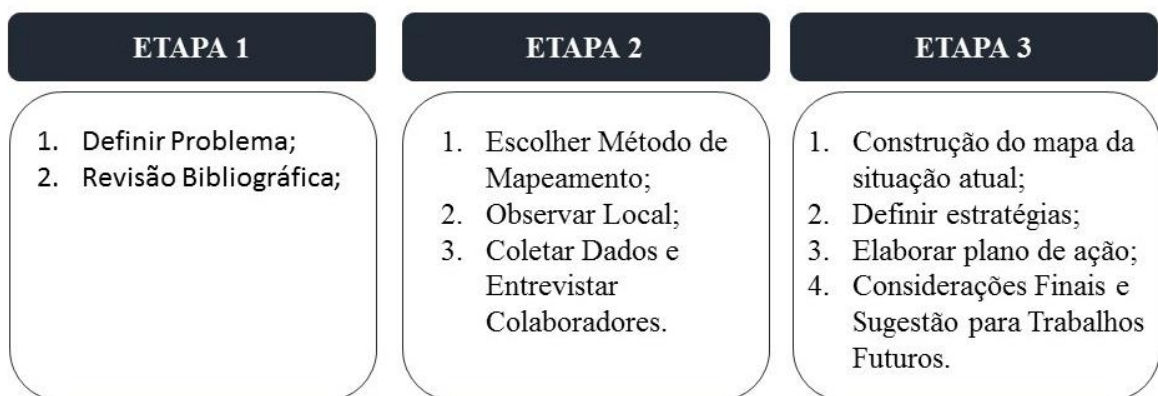 ETAPA 1
1. Definir Problema;
2. Revisão Bibliográfica;
ETAPA 2
1. Escolher Método de
Mapeamento;
2. Observar Local;
3. Coletar Dados e
Entrevistar
Colaboradores.
ETAPA 3
1. Construção do mapa da
situação atual;
2. Definir estratégias;
3. Elaborar plano de ação;
4. Considerações Finais e
Sugestão para Trabalhos
Futuros.